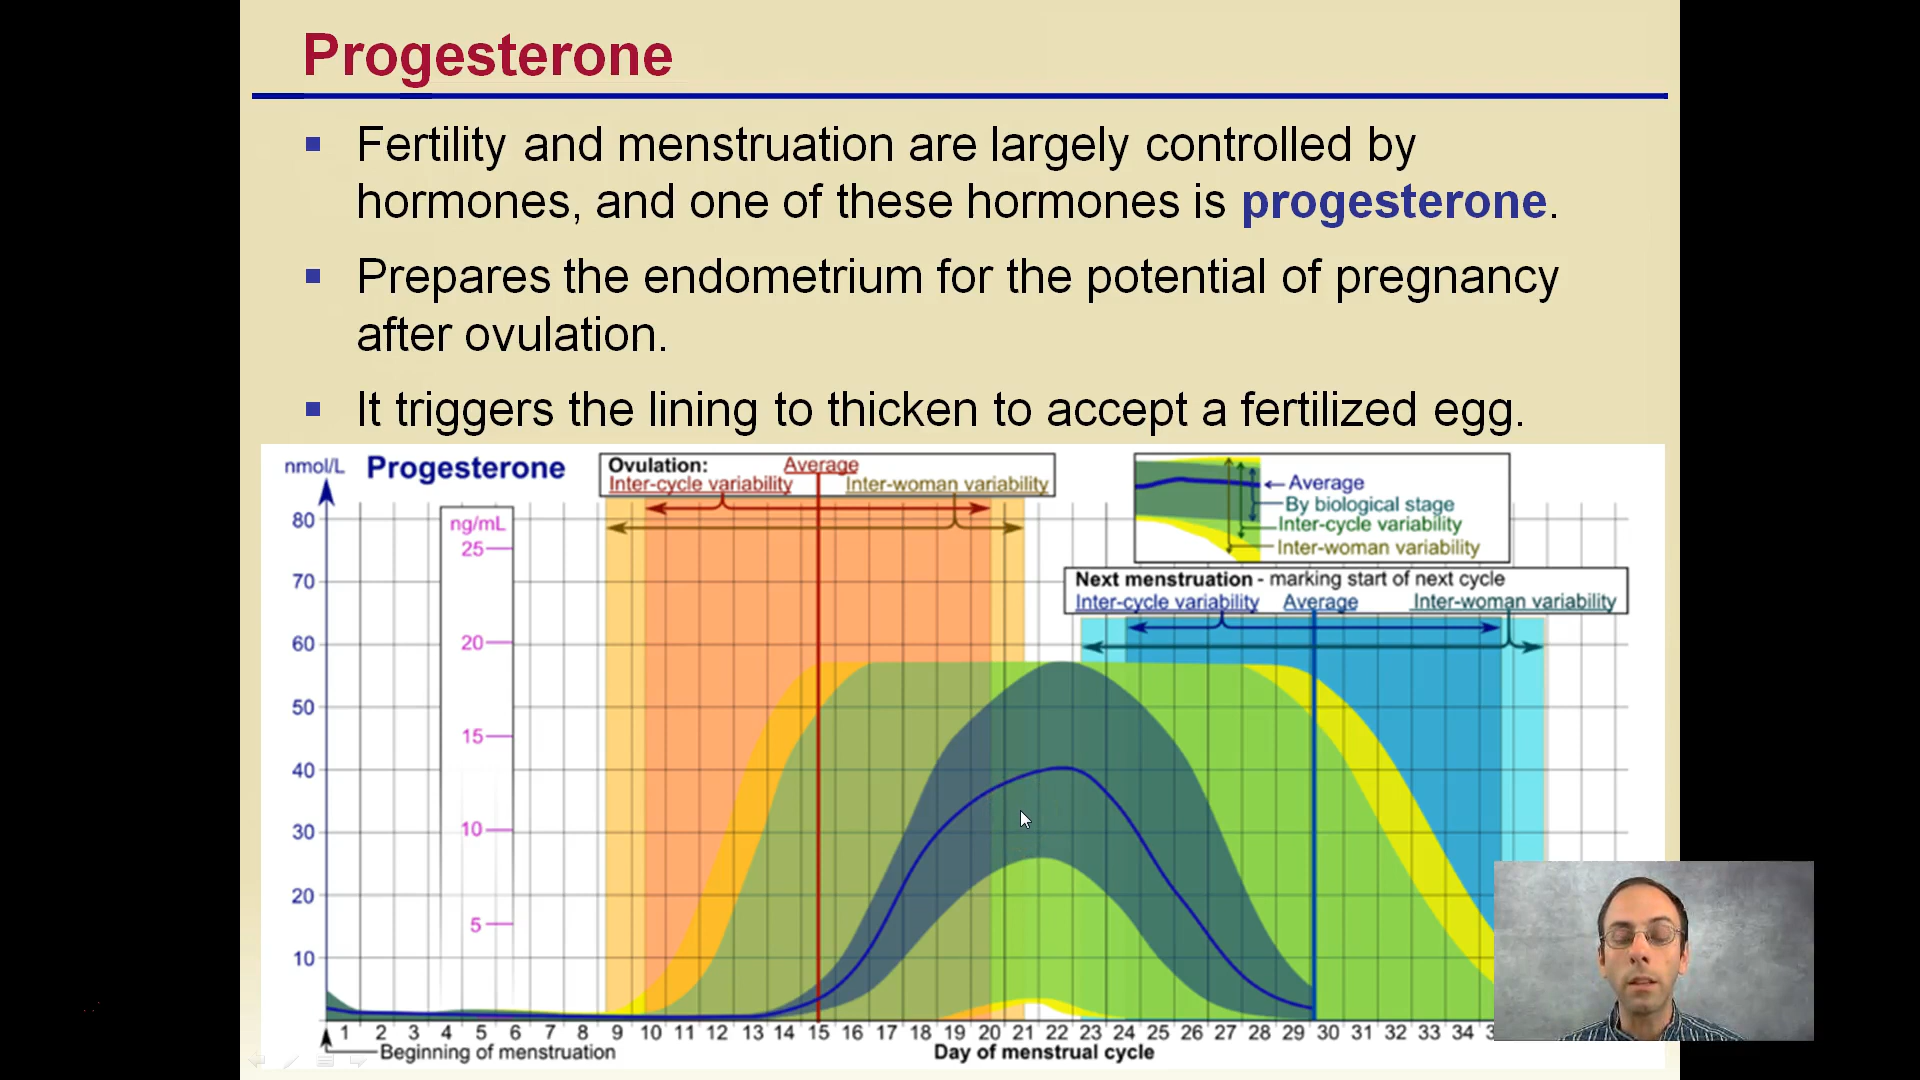 Progesterone
Fertility and menstruation are largely controlled by
hormones, and one of these hormones is progesterone.
Prepares the endometrium for the potential of pregnancy
after ovulation.
It triggers the lining to thicken to accept a fertilized egg.
nmol/L Progesterone
Ovulation: Average
Inter-cycle variability Inter-woman variability
Average
By biological stage
Inter-cycle variability
Inter-woman variability
Next menstruation - marking start of next cycle
Inter-cycle variability Average Inter-woman variability
ng/mL
80
70
60
50
40
30
20
10
25
20
15
10
5
1 2 3 4 5 6 7 8 9 10 11 12 13 14 15 16 17 18 19 20 21 22 23 24 25 26 27 28 29 30 31 32 33 34
Beginning of menstruation
Day of menstrual cycle